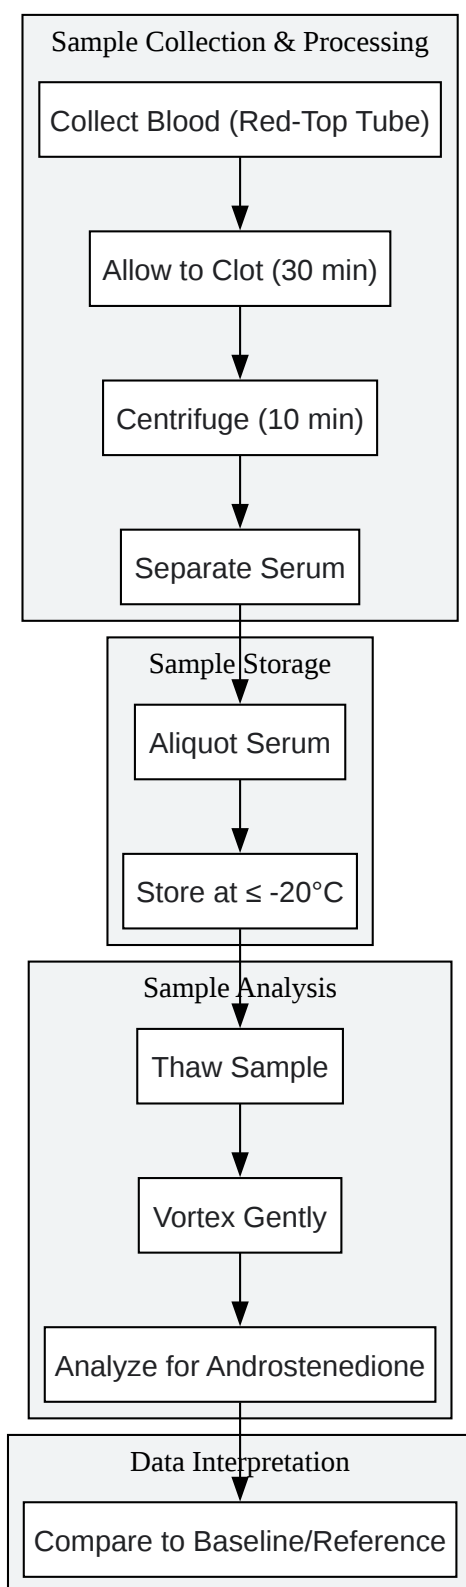 Sample Collection & Processing
Collect Blood (Red-Top Tube)
Allow to Clot (30 min)
Centrifuge (10 min)
Separate Serum
Sample Storage
Aliquot Serum
Store at ≤ -20°C
Sample Analysis
Thaw Sample
Vortex Gently
Analyze for Androstenedione
Data Interpretation
Compare to Baseline/Reference